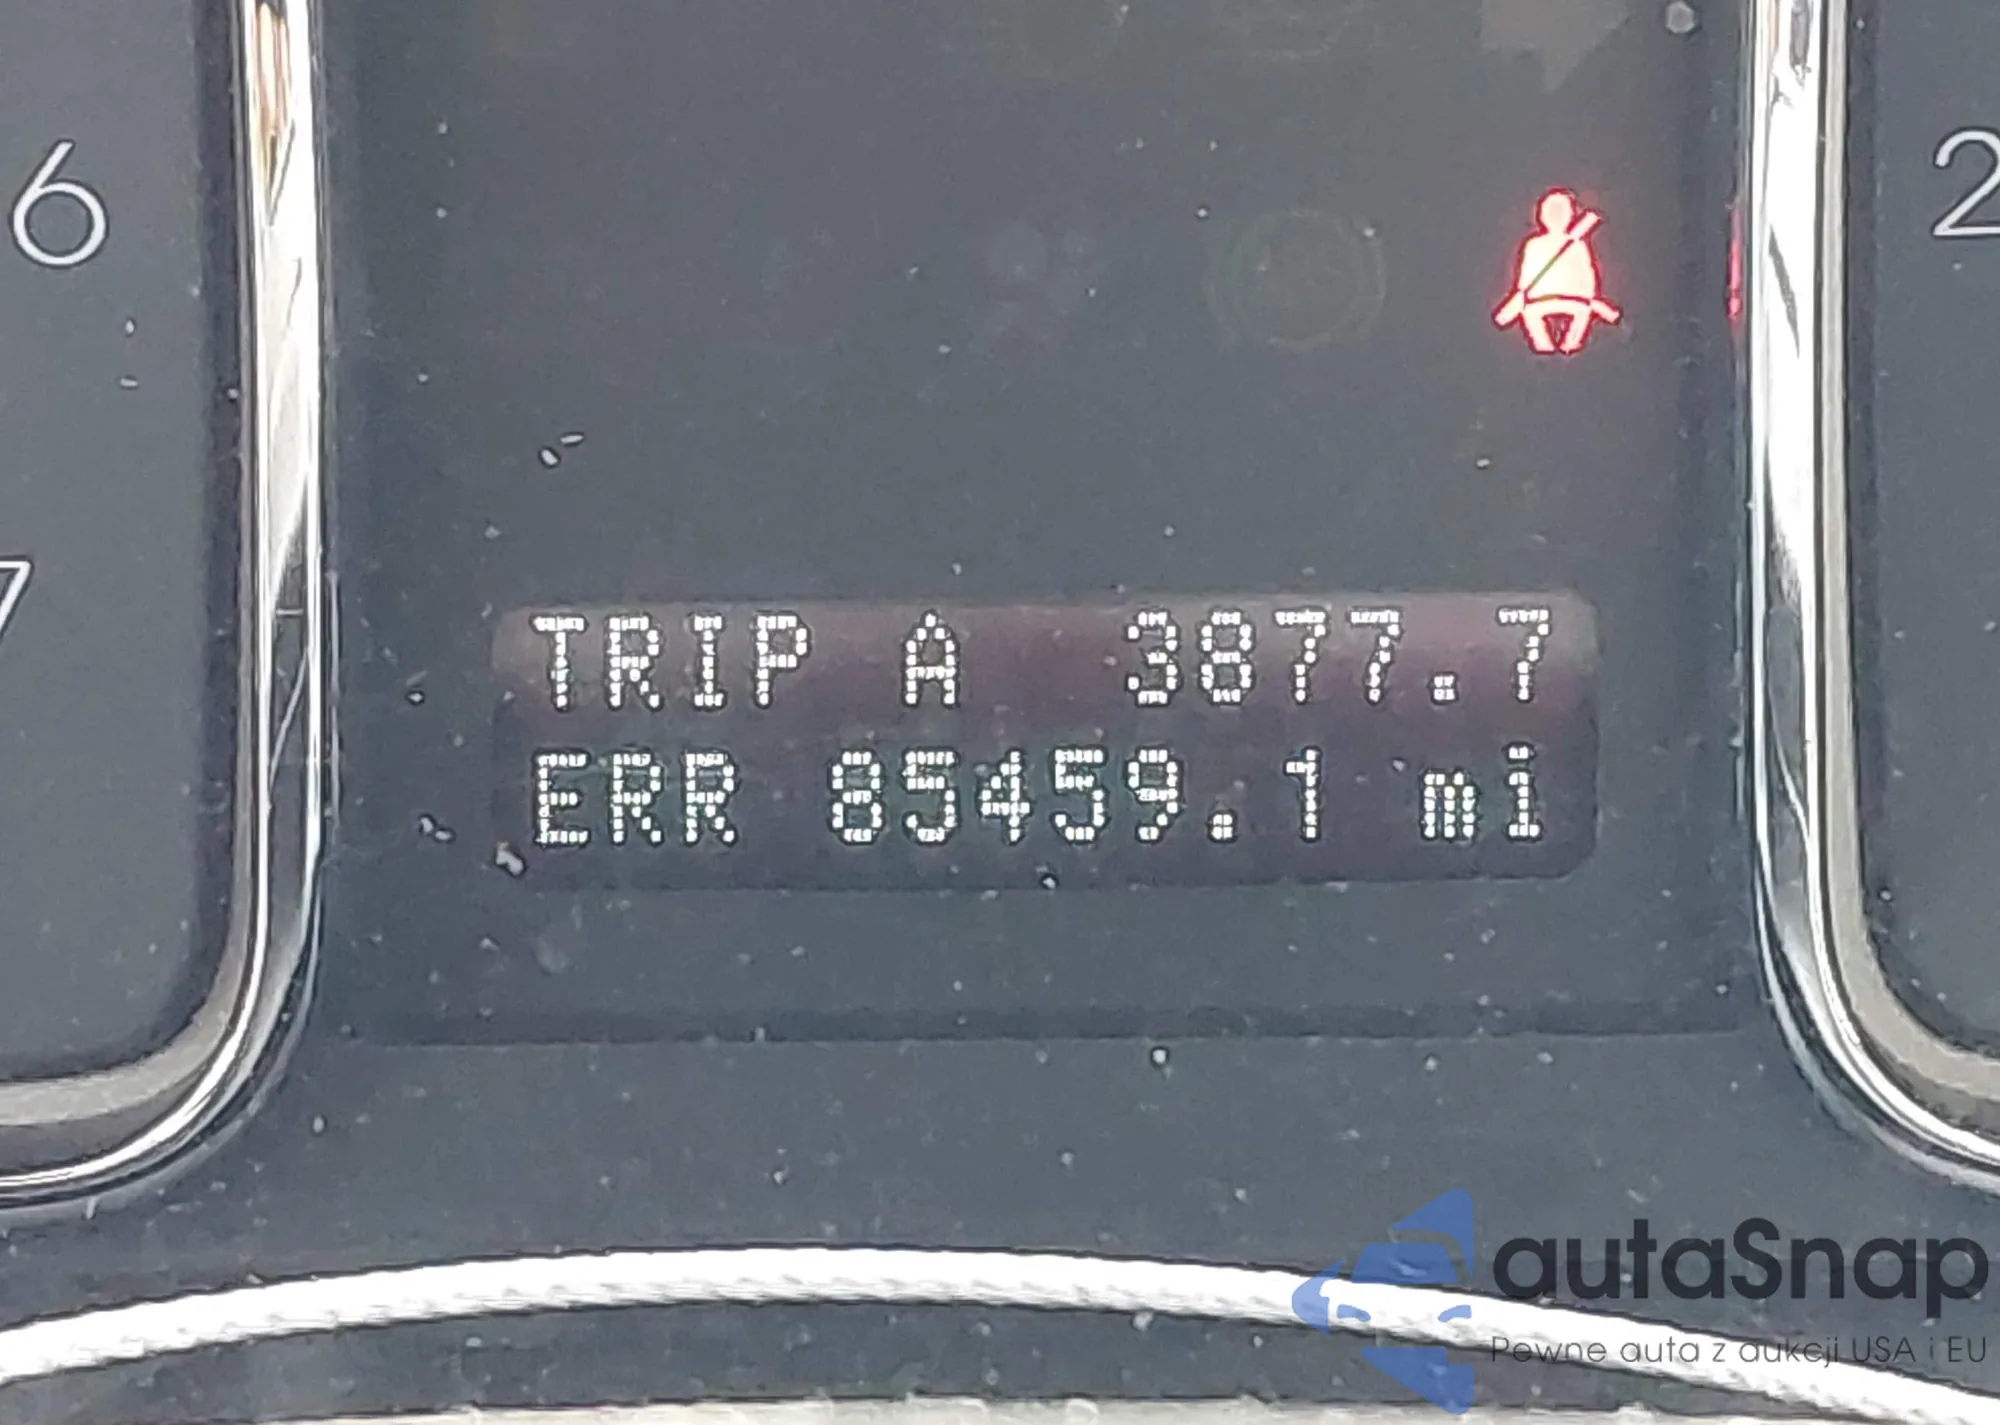 6
7
2
TRIP A 3877.7
ERR 85459.1 mi
autaSnap
Pewne auta z aukcji USA i EU